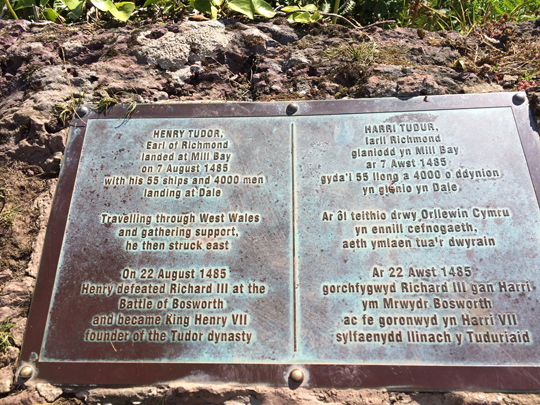 HENRY TUDOR,
Earl of Richmond
landed at Mill Bay
on 7 August 1485
with his 55 ships and 4000 men
landing at Dale
Travelling through West Wales
and gathering support,
he then struck east
On 22 August 1485
Henry defeated Richard III at the
Battle of Bosworth
and became king Henry VII
founder of the Tudor dynasty
HARRI TUDUR,
Iarll Richmond
glaniodd yn Mill Bay
ar 7 Awst 1485
gyda'i 55 llong a 4000 o ddynion
yn glanio yn Dale
Ar ôl teithio drwy Orllewin Cymru
yn ennill cefnogaeth,
aeth ymlaen tua'r dwyrain
Ar 22 Awst 1485
gorchfygwyd Richard III gan Harri
ym Mrwydr Bosworth
ac fe goronwyd yn Harri VII
sylfaenydd llinach y Tuduriaid